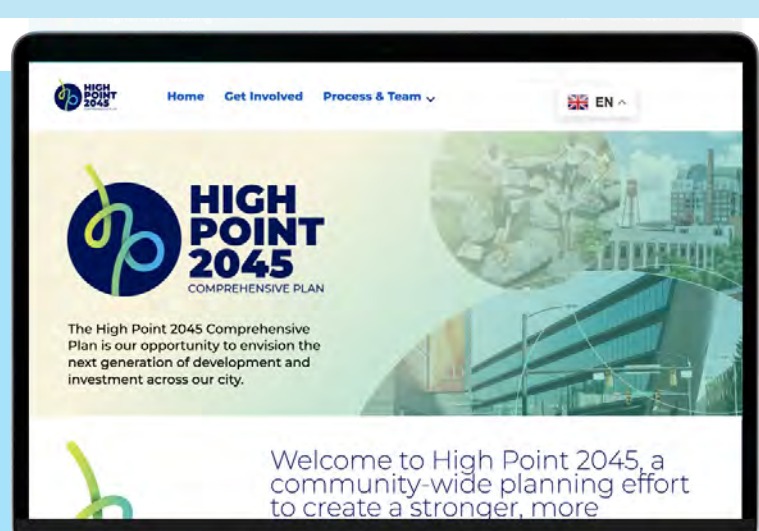 HIGH
POINT
2045
COMPREHENSIVE PLAN
Home Get Involved Process & Team
EN
HIGH
POINT
2045
COMPREHENSIVE PLAN
The High Point 2045 Comprehensive
Plan is our opportunity to envision the
next generation of development and
investment across our city.
Welcome to High Point 2045, a
community-wide planning effort
to create a stronger, more